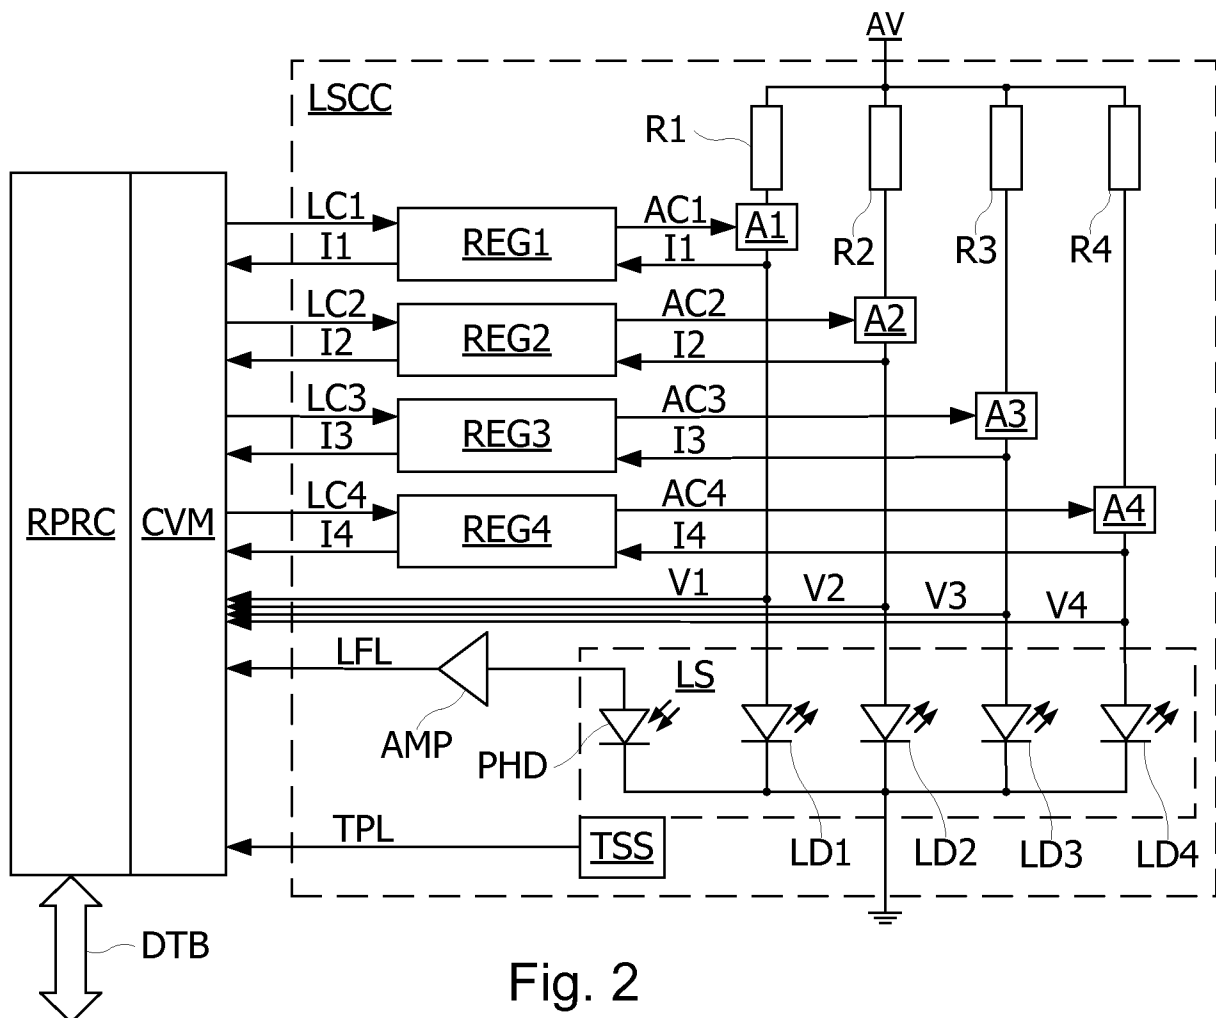 AV
LSCC
R1
R2
R3
R4
LC1
AC1
A1
I1
REG1
I1
LC2
AC2
A2
I2
REG2
I2
LC3
AC3
A3
I3
REG3
I3
LC4
AC4
A4
I4
REG4
I4
RPRC
CVM
V1
V2
V3
V4
LFL
LS
AMP
PHD
TPL
TSS
LD1
LD2
LD3
LD4
DTB
Fig. 2